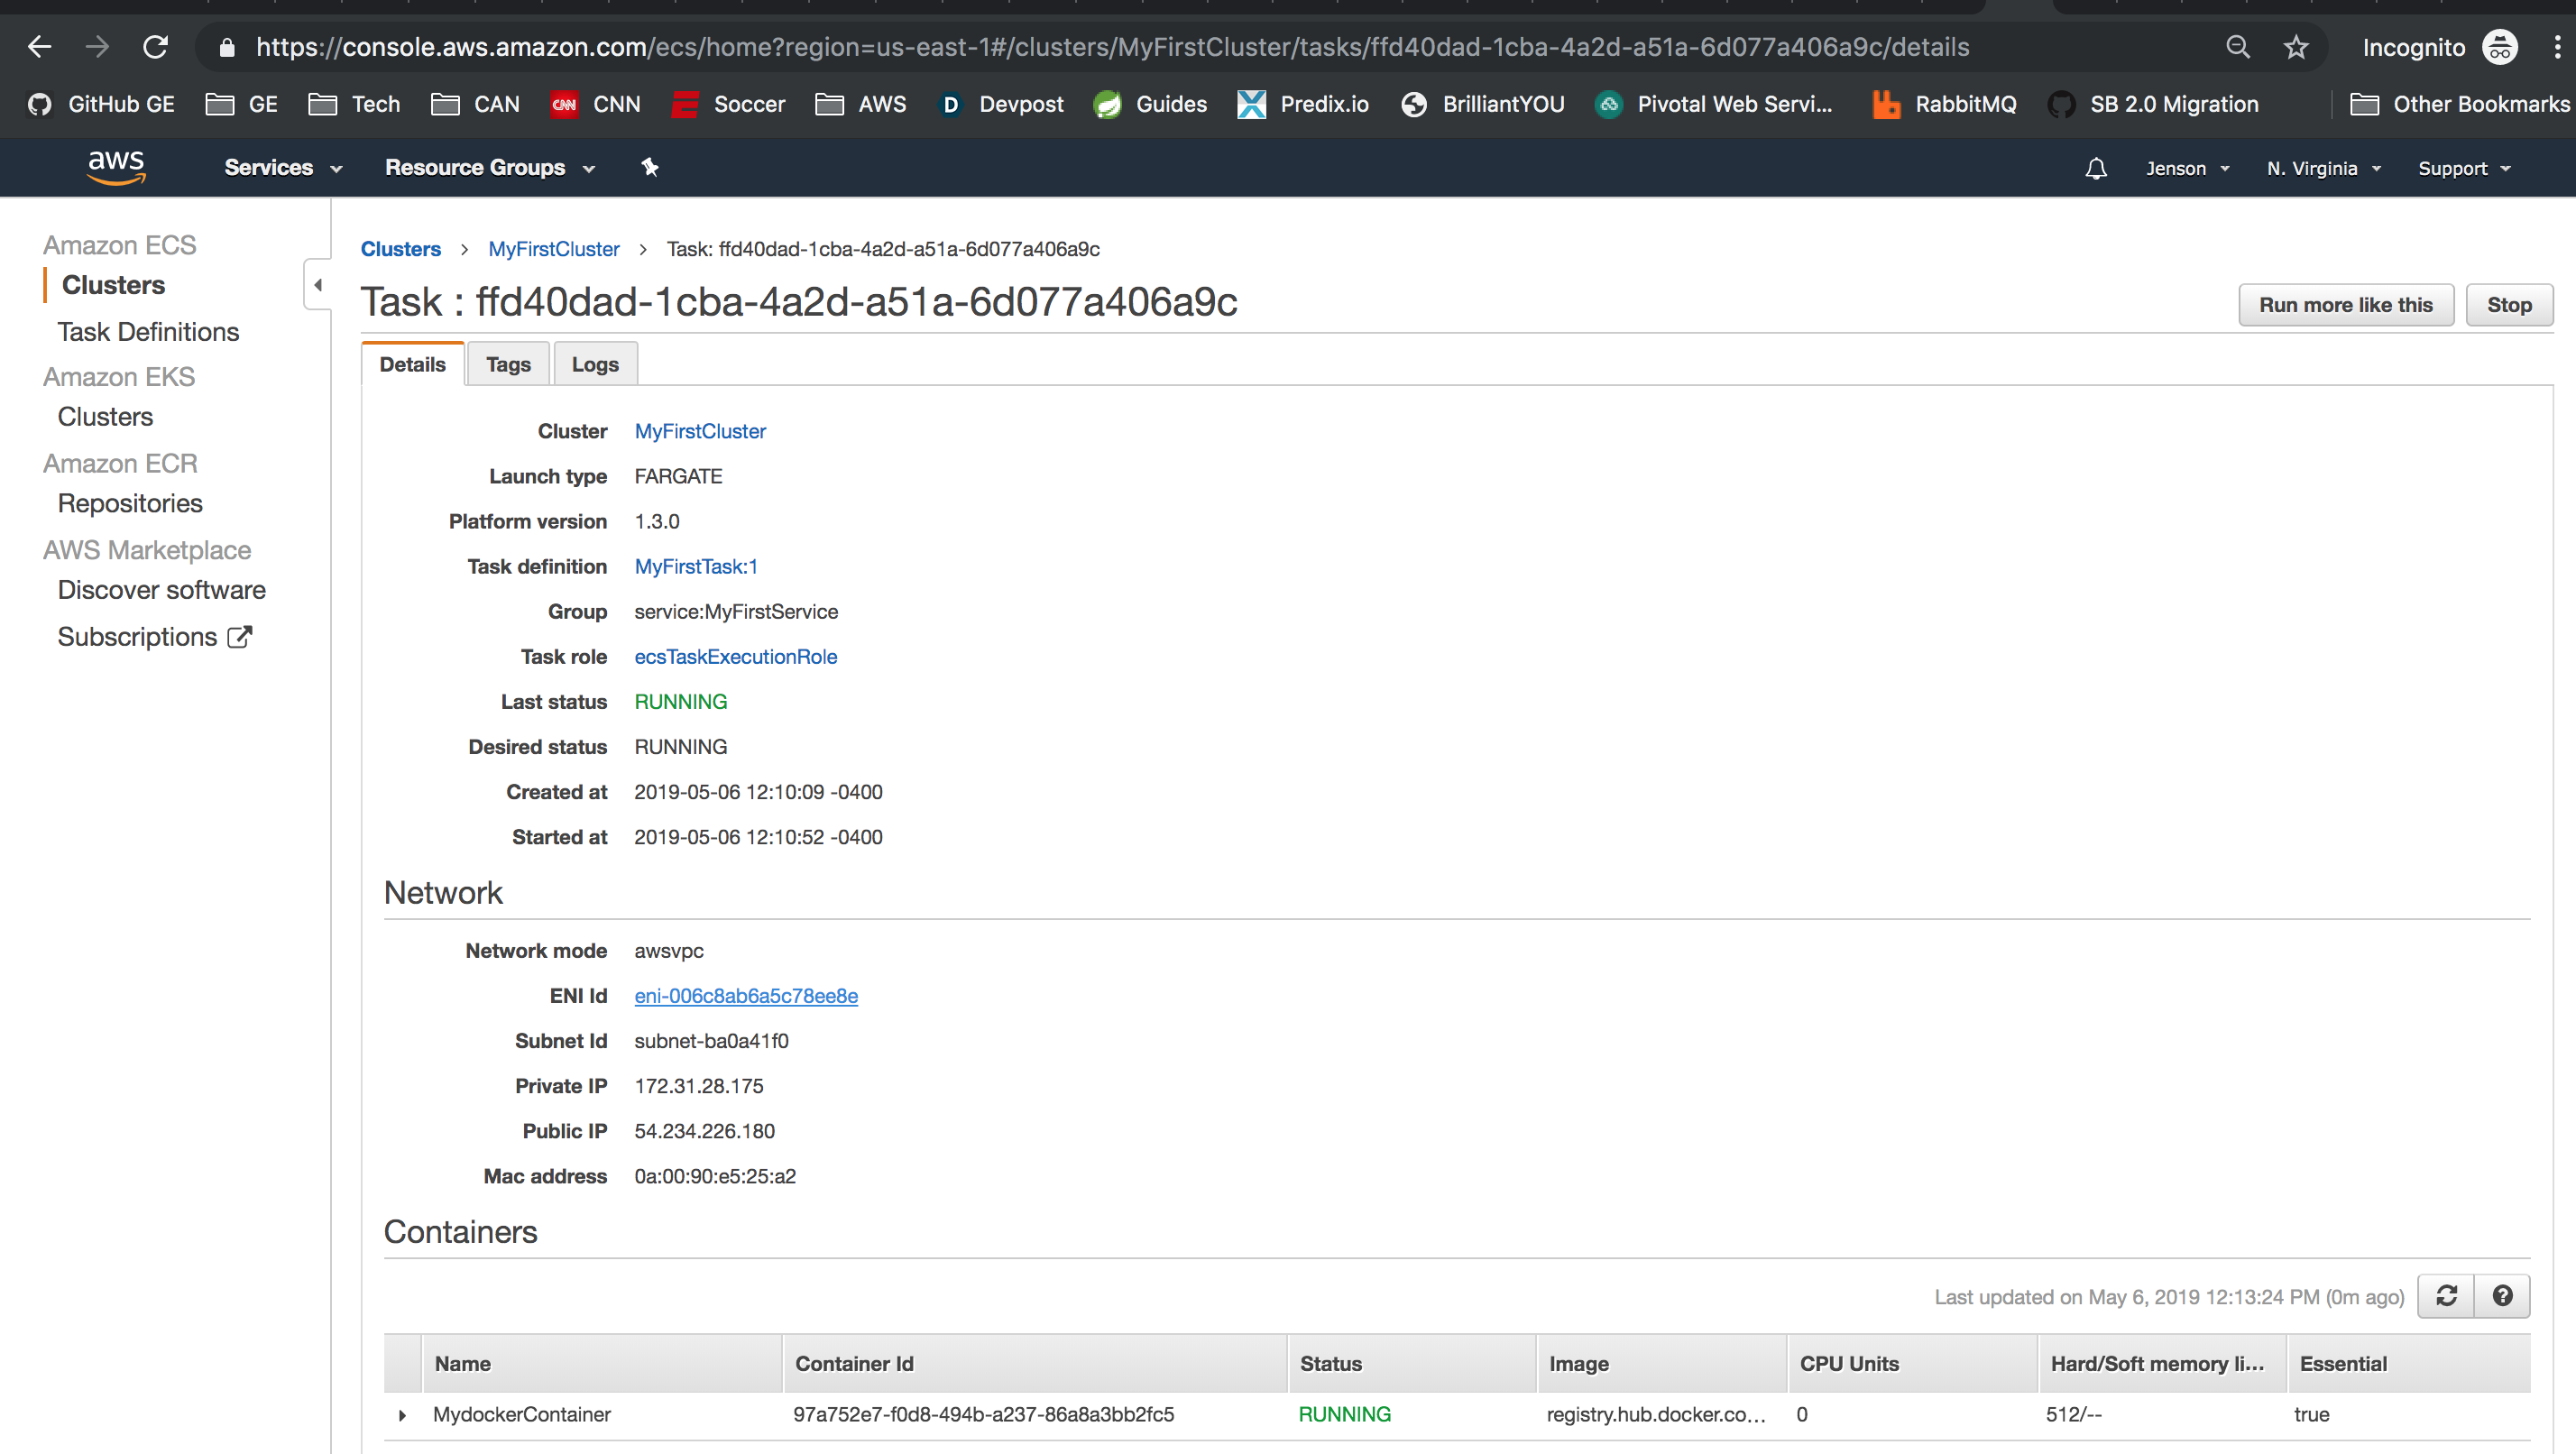 https://console.aws.amazon.com/ecs/home?region=us-east-1#/clusters/MyFirstCluster/tasks/ffd40dad-1cba-4a2d-a51a-6d077a406a9c/details Incognito
GitHub GE GE Tech CAN CNN CNN Soccer AWS D Devpost Guides Predix.io BrilliantYOU Pivotal Web Servi... RabbitMQ SB 2.0 Migration Other Bookmarks
aws Services Resource Groups Jenson N. Virginia Support
Amazon ECS
Clusters
Task Definitions
Amazon EKS
Clusters
Amazon ECR
Repositories
AWS Marketplace
Discover software
Subscriptions
Clusters > MyFirstCluster > Task: ffd40dad-1cba-4a2d-a51a-6d077a406a9c
Task : ffd40dad-1cba-4a2d-a51a-6d077a406a9c
Run more like this Stop
Details Tags Logs
Cluster MyFirstCluster
Launch type FARGATE
Platform version 1.3.0
Task definition MyFirstTask:1
Group service:MyFirstService
Task role ecsTaskExecutionRole
Last status RUNNING
Desired status RUNNING
Created at 2019-05-06 12:10:09 -0400
Started at 2019-05-06 12:10:52 -0400
Network
Network mode awsvpc
ENI Id eni-006c8ab6a5c78ee8e
Subnet Id subnet-ba0a41f0
Private IP 172.31.28.175
Public IP 54.234.226.180
Mac address 0a:00:90:e5:25:a2
Containers
Last updated on May 6, 2019 12:13:24 PM (0m ago)
Name Container Id Status Image CPU Units Hard/Soft memory li... Essential
MydockerContainer 97a752e7-f0d8-494b-a237-86a8a3bb2fc5 RUNNING registry.hub.docker.co... 0 512/-- true